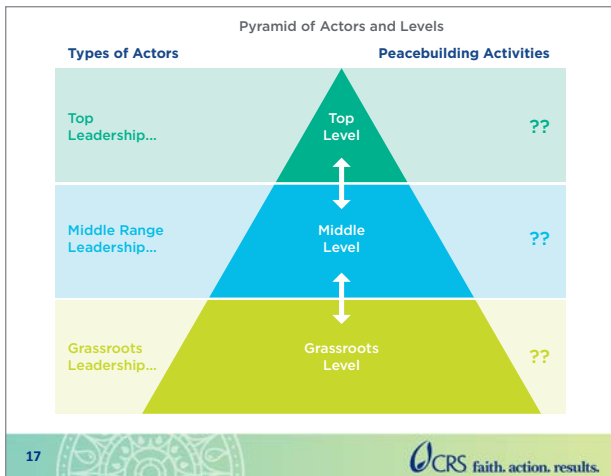 Pyramid of Actors and Levels
Types of Actors
Peacebuilding Activities
Top
Leadership...
Top
Level
??
Middle Range
Leadership...
Middle
Level
??
Grassroots
Leadership...
Grassroots
Level
??
17
CRS faith. action. results.